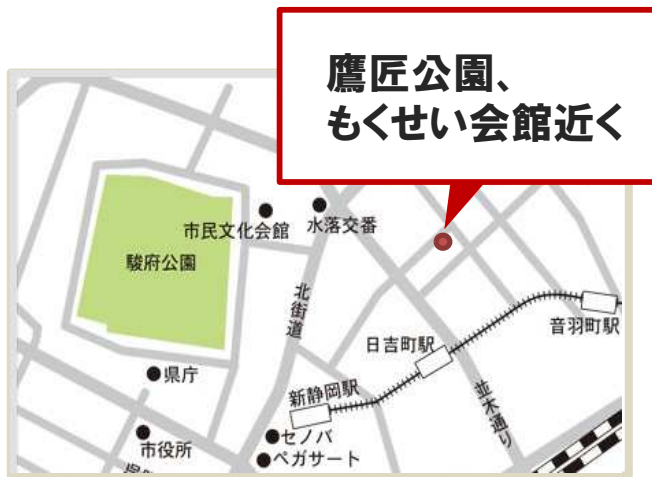 鷹匠公園、
もくせい会館近く
市民文化会館
水落交番
駿府公園
北街道
日吉町駅
音羽町駅
県庁
新静岡駅
並木通り
市役所
セノバ
ペガサート